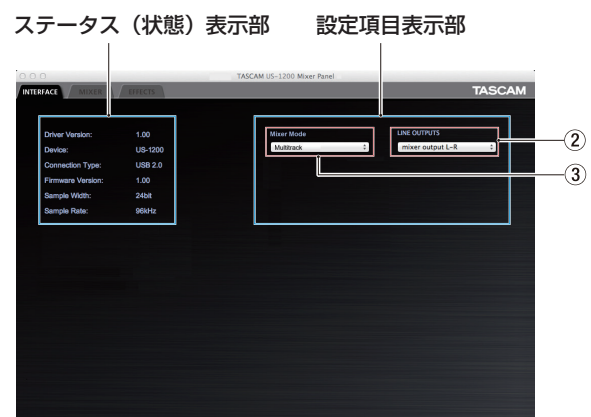 ステータス（状態）表示部
設定項目表示部
TASCAM US-1200 Mixer Panel
INTERFACE
MIXER
EFFECTS
TASCAM
Driver Version: 1.00
Device: US-1200
Connection Type: USB 2.0
Firmware Version: 1.00
Sample Width: 24bit
Sample Rate: 96kHz
Mixer Mode
Multitrack
LINE OUTPUTS
mixer output L-R
②
③